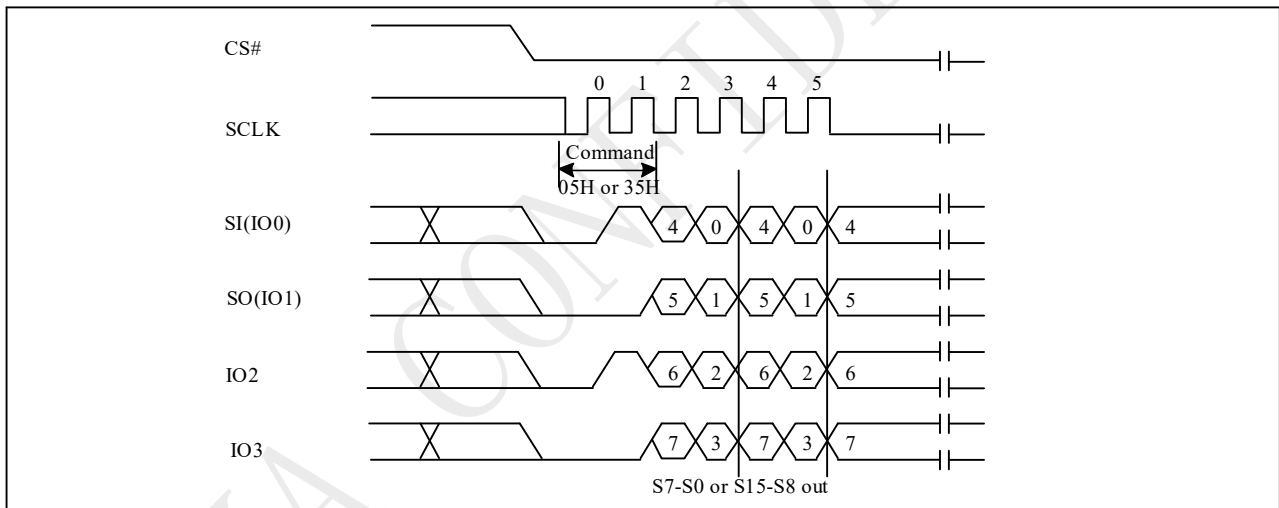 CS#
0 1 2 3 4 5
SCLK
Command
05H or 35H
SI(IO0) 4 0 4 0 4
SO(IO1) 5 1 5 1 5
IO2 6 2 6 2 6
IO3 7 3 7 3 7
S7-S0 or S15-S8 out